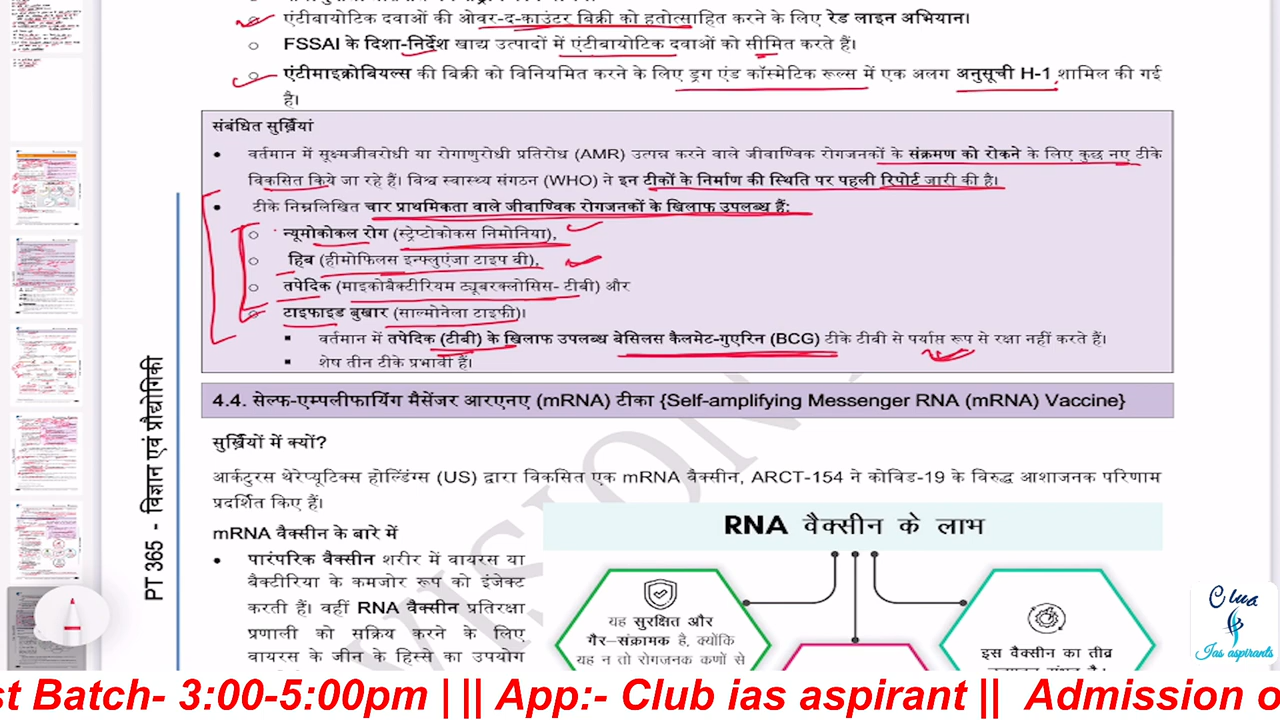 एंटीबायोटिक दवाओं की ओवर-द-काउंटर बिक्री को हतोत्साहित करने के लिए रेड लाइन अभियान।
FSSAI के दिशा-निर्देश खाद्य उत्पादों में एंटीबायोटिक दवाओं को सीमित करते हैं।
एंटीमाइक्रोबियल्स की बिक्री को विनियमित करने के लिए ड्रग एंड कॉस्मेटिक रूल्स में एक अलग अनुसूची H-1 शामिल की गई
है।
संबंधित सुर्ख़ियां
वर्तमान में सूक्ष्मजीवरोधी या रोगाणुरोधी प्रतिरोध (AMR) उत्पन्न करने वाले जीवाण्विक रोगजनकों के संक्रमण को रोकने के लिए कुछ नए टीके
विकसित किये जा रहे हैं। विश्व स्वास्थ्य संगठन (WHO) ने इन टीकों के निर्माण की स्थिति पर पहली रिपोर्ट जारी की है।
टीके निम्नलिखित चार प्राथमिकता वाले जीवाण्विक रोगजनकों के खिलाफ उपलब्ध हैं:
न्यूमोकोकल रोग (स्ट्रेप्टोकोकस निमोनिया),
हिब (हीमोफिलस इन्फ्लुएंजा टाइप बी),
तपेदिक (माइकोबैक्टीरियम ट्यूबरक्लोसिस- टीबी) और
टाइफाइड बुखार (साल्मोनेला टाइफी)।
वर्तमान में तपेदिक (टीबी) के खिलाफ उपलब्ध बेसिलस कैलमेट-गुएरिन (BCG) टीके टीबी से पर्याप्त रूप से रक्षा नहीं करते हैं।
शेष तीन टीके प्रभावी हैं।
4.4. सेल्फ-एम्पलीफायिंग मैसेंजर आरएनए (mRNA) टीका {Self-amplifying Messenger RNA (mRNA) Vaccine}
सुर्ख़ियों में क्यों?
आर्कटुरस थेराप्यूटिक्स होल्डिंग्स (US) द्वारा विकसित एक mRNA वैक्सीन, ARCT-154 ने कोविड-19 के विरुद्ध आशाजनक परिणाम
प्रदर्शित किए हैं।
mRNA वैक्सीन के बारे में
पारंपरिक वैक्सीन शरीर में वायरस या
बैक्टीरिया के कमजोर रूप को इंजेक्ट
करती हैं। वहीं RNA वैक्सीन प्रतिरक्षा
प्रणाली को सक्रिय करने के लिए
वायरस के जीन के हिस्से का उपयोग
RNA वैक्सीन के लाभ
यह सुरक्षित और
गैर-संक्रामक है, क्योंकि
यह न तो रोगजनक कणों से
इस वैक्सीन का तीव्र
PT 365 - विज्ञान एवं प्रौद्योगिकी
Club
Ias aspirants
st Batch- 3:00-5:00pm | || App:- Club ias aspirant || Admission o